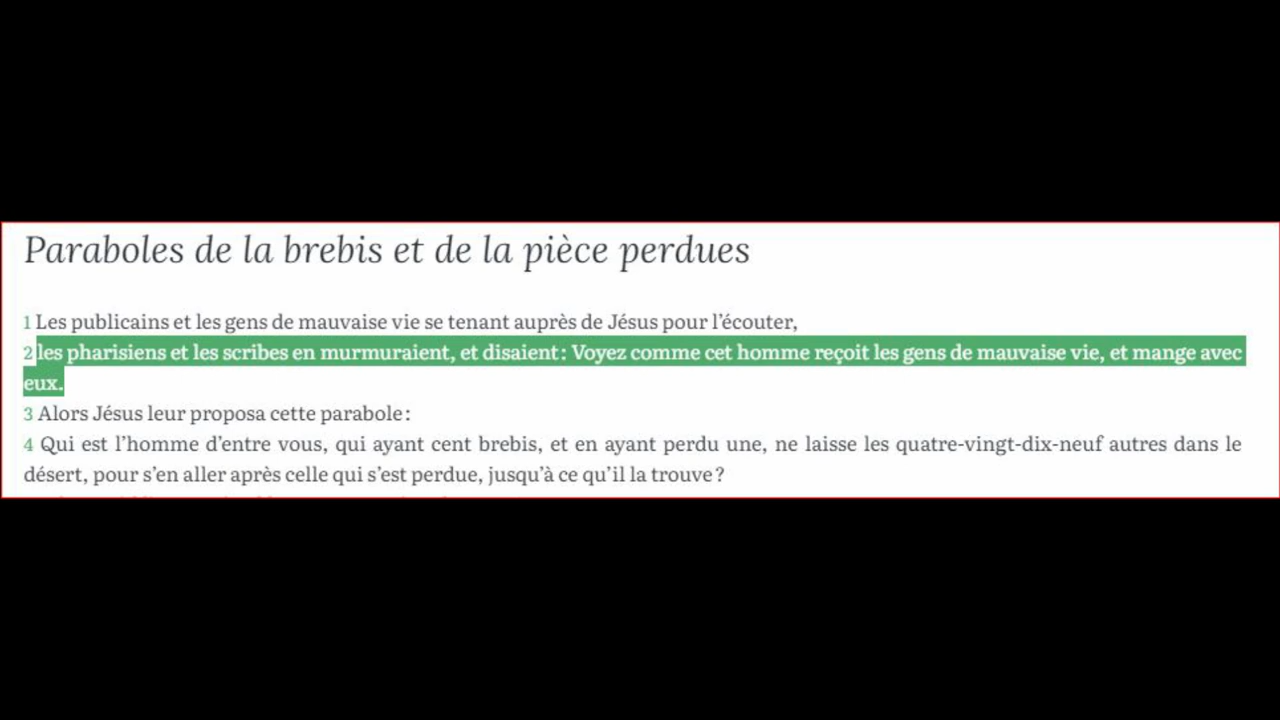 Paraboles de la brebis et de la pièce perdues
1 Les publicains et les gens de mauvaise vie se tenant auprès de Jésus pour l’écouter,
2 les pharisiens et les scribes en murmuraient, et disaient : Voyez comme cet homme reçoit les gens de mauvaise vie, et mange avec
eux.
3 Alors Jésus leur proposa cette parabole :
4 Qui est l’homme d’entre vous, qui ayant cent brebis, et en ayant perdu une, ne laisse les quatre-vingt-dix-neuf autres dans le
désert, pour s’en aller après celle qui s’est perdue, jusqu’à ce qu’il la trouve ?